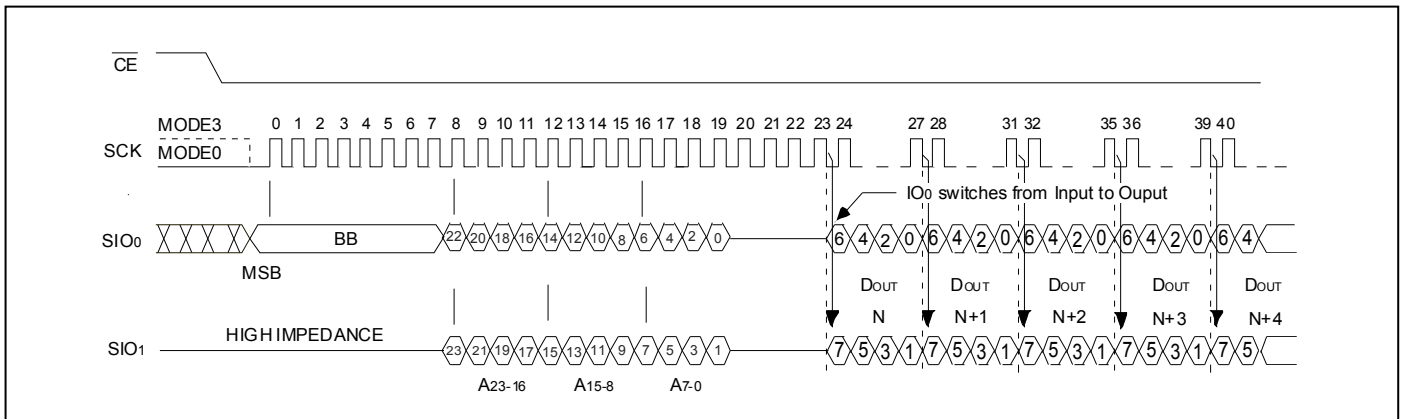 CE
MODE3
SCK
MODE0
0 1 2 3 4 5 6 7 8 9 10 11 12 13 14 15 16 17 18 19 20 21 22 23 24 27 28 31 32 35 36 39 40
IO0 switches from Input to Ouput
SIO0
BB
22 20 18 16 14 12 10 8 6 4 2 0
6 4 2 0 6 4 2 0 6 4 2 0 6 4 2 0 6 4
MSB
DOUT DOUT DOUT DOUT DOUT
N N+1 N+2 N+3 N+4
HIGH IMPEDANCE
SIO1
23 21 19 17 15 13 11 9 7 5 3 1
7 5 3 1 7 5 3 1 7 5 3 1 7 5 3 1 7 5
A23-16 A15-8 A7-0